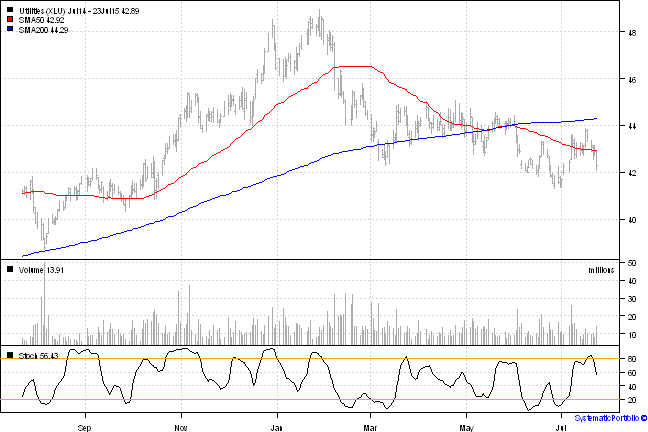 Utilities (XLU) Jul14 - 23Jul15 42.89
SMA50 42.92
SMA200 44.29
48
46
44
42
40
Volume 13.91
millions
50
40
30
20
10
Stoch 56.43
80
60
40
20
Sep
Nov
Jan
Mar
May
Jul
SystematicPortfolio ©